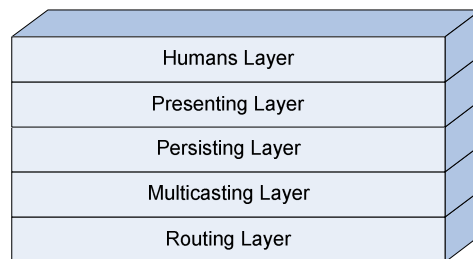 Humans Layer
Presenting Layer
Persisting Layer
Multicasting Layer
Routing Layer